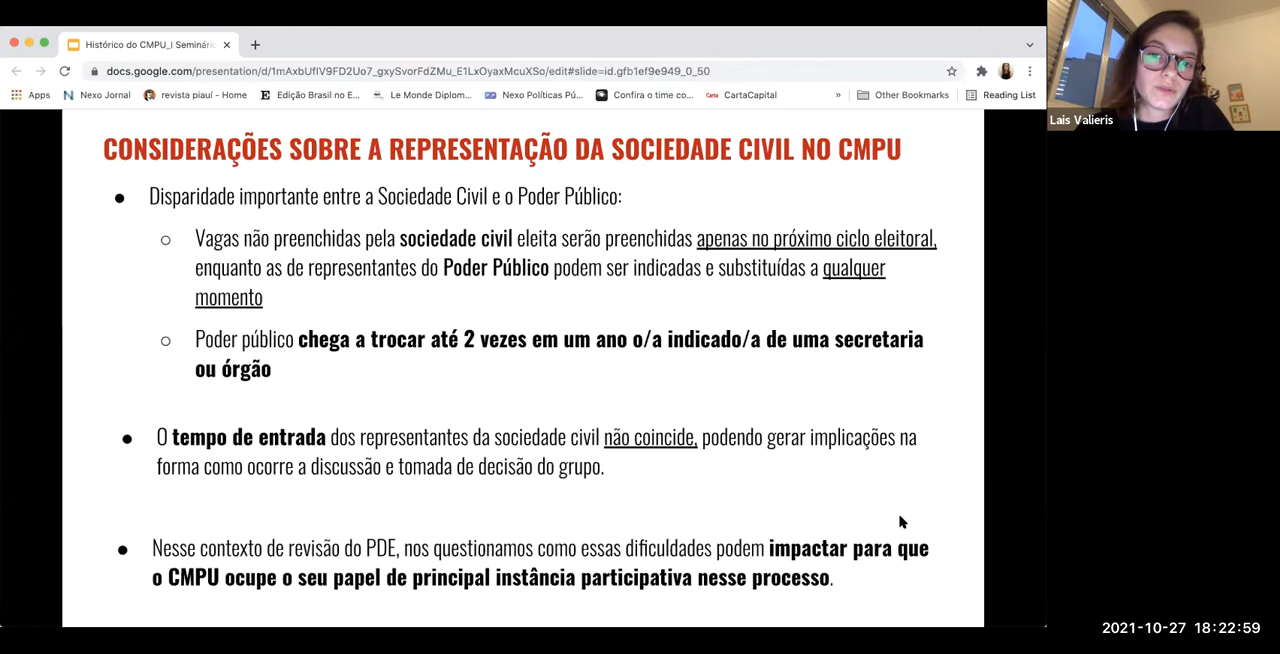 Histórico do CMPU_I Seminári
docs.google.com/presentation/d/1mAxbUfIV9FD2Uo7_gxySvorFdZMu_E1LxOyaxMcuXSo/edit#slide=id.gfb1ef9e949_0_50
Apps Nexo Jornal revista piauí - Home Edição Brasil no E... Le Monde Diplom... Nexo Políticas Pú... Confira o time co... CartaCapital » Other Bookmarks Reading List
Lais Valieris
CONSIDERAÇÕES SOBRE A REPRESENTAÇÃO DA SOCIEDADE CIVIL NO CMPU
● Disparidade importante entre a Sociedade Civil e o Poder Público:
○ Vagas não preenchidas pela sociedade civil eleita serão preenchidas apenas no próximo ciclo eleitoral,
enquanto as de representantes do Poder Público podem ser indicadas e substituídas a qualquer
momento
○ Poder público chega a trocar até 2 vezes em um ano o/a indicado/a de uma secretaria
ou órgão
● O tempo de entrada dos representantes da sociedade civil não coincide, podendo gerar implicações na
forma como ocorre a discussão e tomada de decisão do grupo.
● Nesse contexto de revisão do PDE, nos questionamos como essas dificuldades podem impactar para que
o CMPU ocupe o seu papel de principal instância participativa nesse processo.
2021-10-27 18:22:59